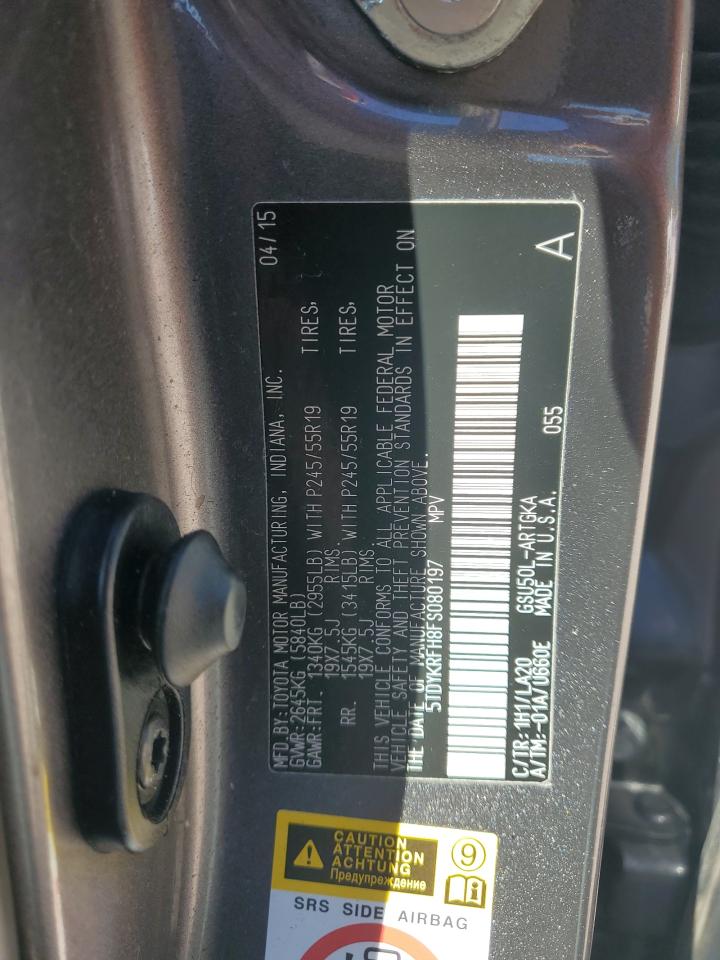 MFD.BY:TOYOTA MOTOR MANUFACTURING, INDIANA, INC. 04/15
GVWR:2645KG (5840LB)
GAWR:FRT. 1340KG (2955LB) WITH P245/55R19 TIRES,
19X7.5J RIMS
RR. 1545KG (3415LB) WITH P245/55R19 TIRES,
19X7.5J RIMS
THIS VEHICLE CONFORMS TO ALL APPLICABLE FEDERAL MOTOR
VEHICLE SAFETY AND THEFT PREVENTION STANDARDS IN EFFECT ON
THE DATE OF MANUFACTURE SHOWN ABOVE.
5TDYKRFH8FS080197 MPV
C/TR:1H1/LA20 GSU50L-ARTGKA 055 A
A/TM:-01A/U660E MADE IN U.S.A.
CAUTION
ATTENTION
ACHTUNG
Предупреждение
9
SRS SIDE AIRBAG